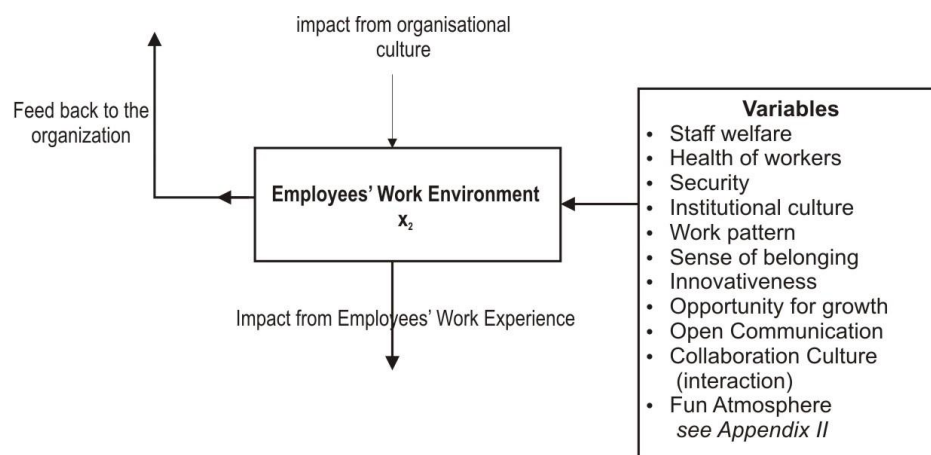 impact from organisational
culture
Feed back to the
organization
Employees' Work Environment
x₂
Impact from Employees' Work Experience
Variables
• Staff welfare
• Health of workers
• Security
• Institutional culture
• Work pattern
• Sense of belonging
• Innovativeness
• Opportunity for growth
• Open Communication
• Collaboration Culture
(interaction)
• Fun Atmosphere
see Appendix II